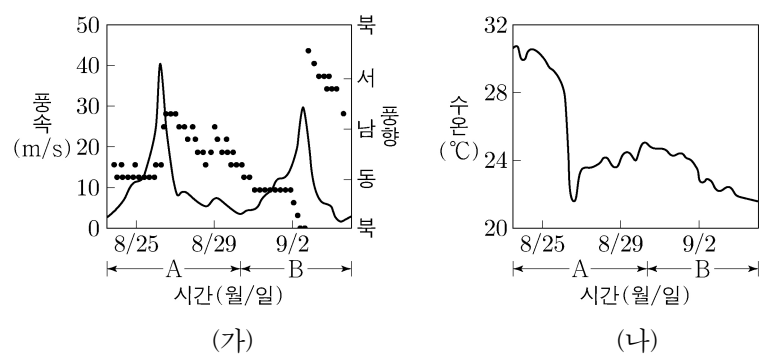 50
40
30
20
10
0
풍속
(m/s)
북
서
남
동
북
풍향
8/25
8/29
9/2
A
B
시간(월/일)
(가)
32
28
24
20
수온
(℃)
8/25
8/29
9/2
A
B
시간(월/일)
(나)